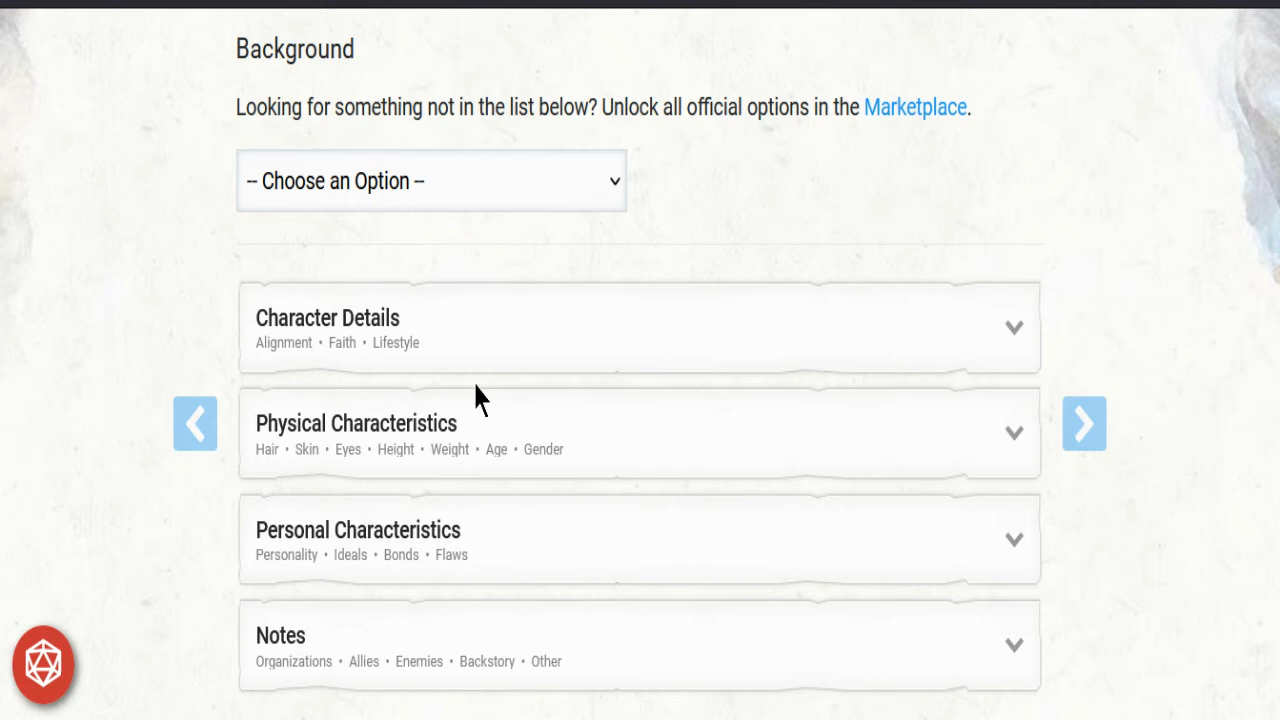 Background
Looking for something not in the list below? Unlock all official options in the Marketplace.
-- Choose an Option --
Character Details
Alignment • Faith • Lifestyle
Physical Characteristics
Hair • Skin • Eyes • Height • Weight • Age • Gender
Personal Characteristics
Personality • Ideals • Bonds • Flaws
Notes
Organizations • Allies • Enemies • Backstory • Other